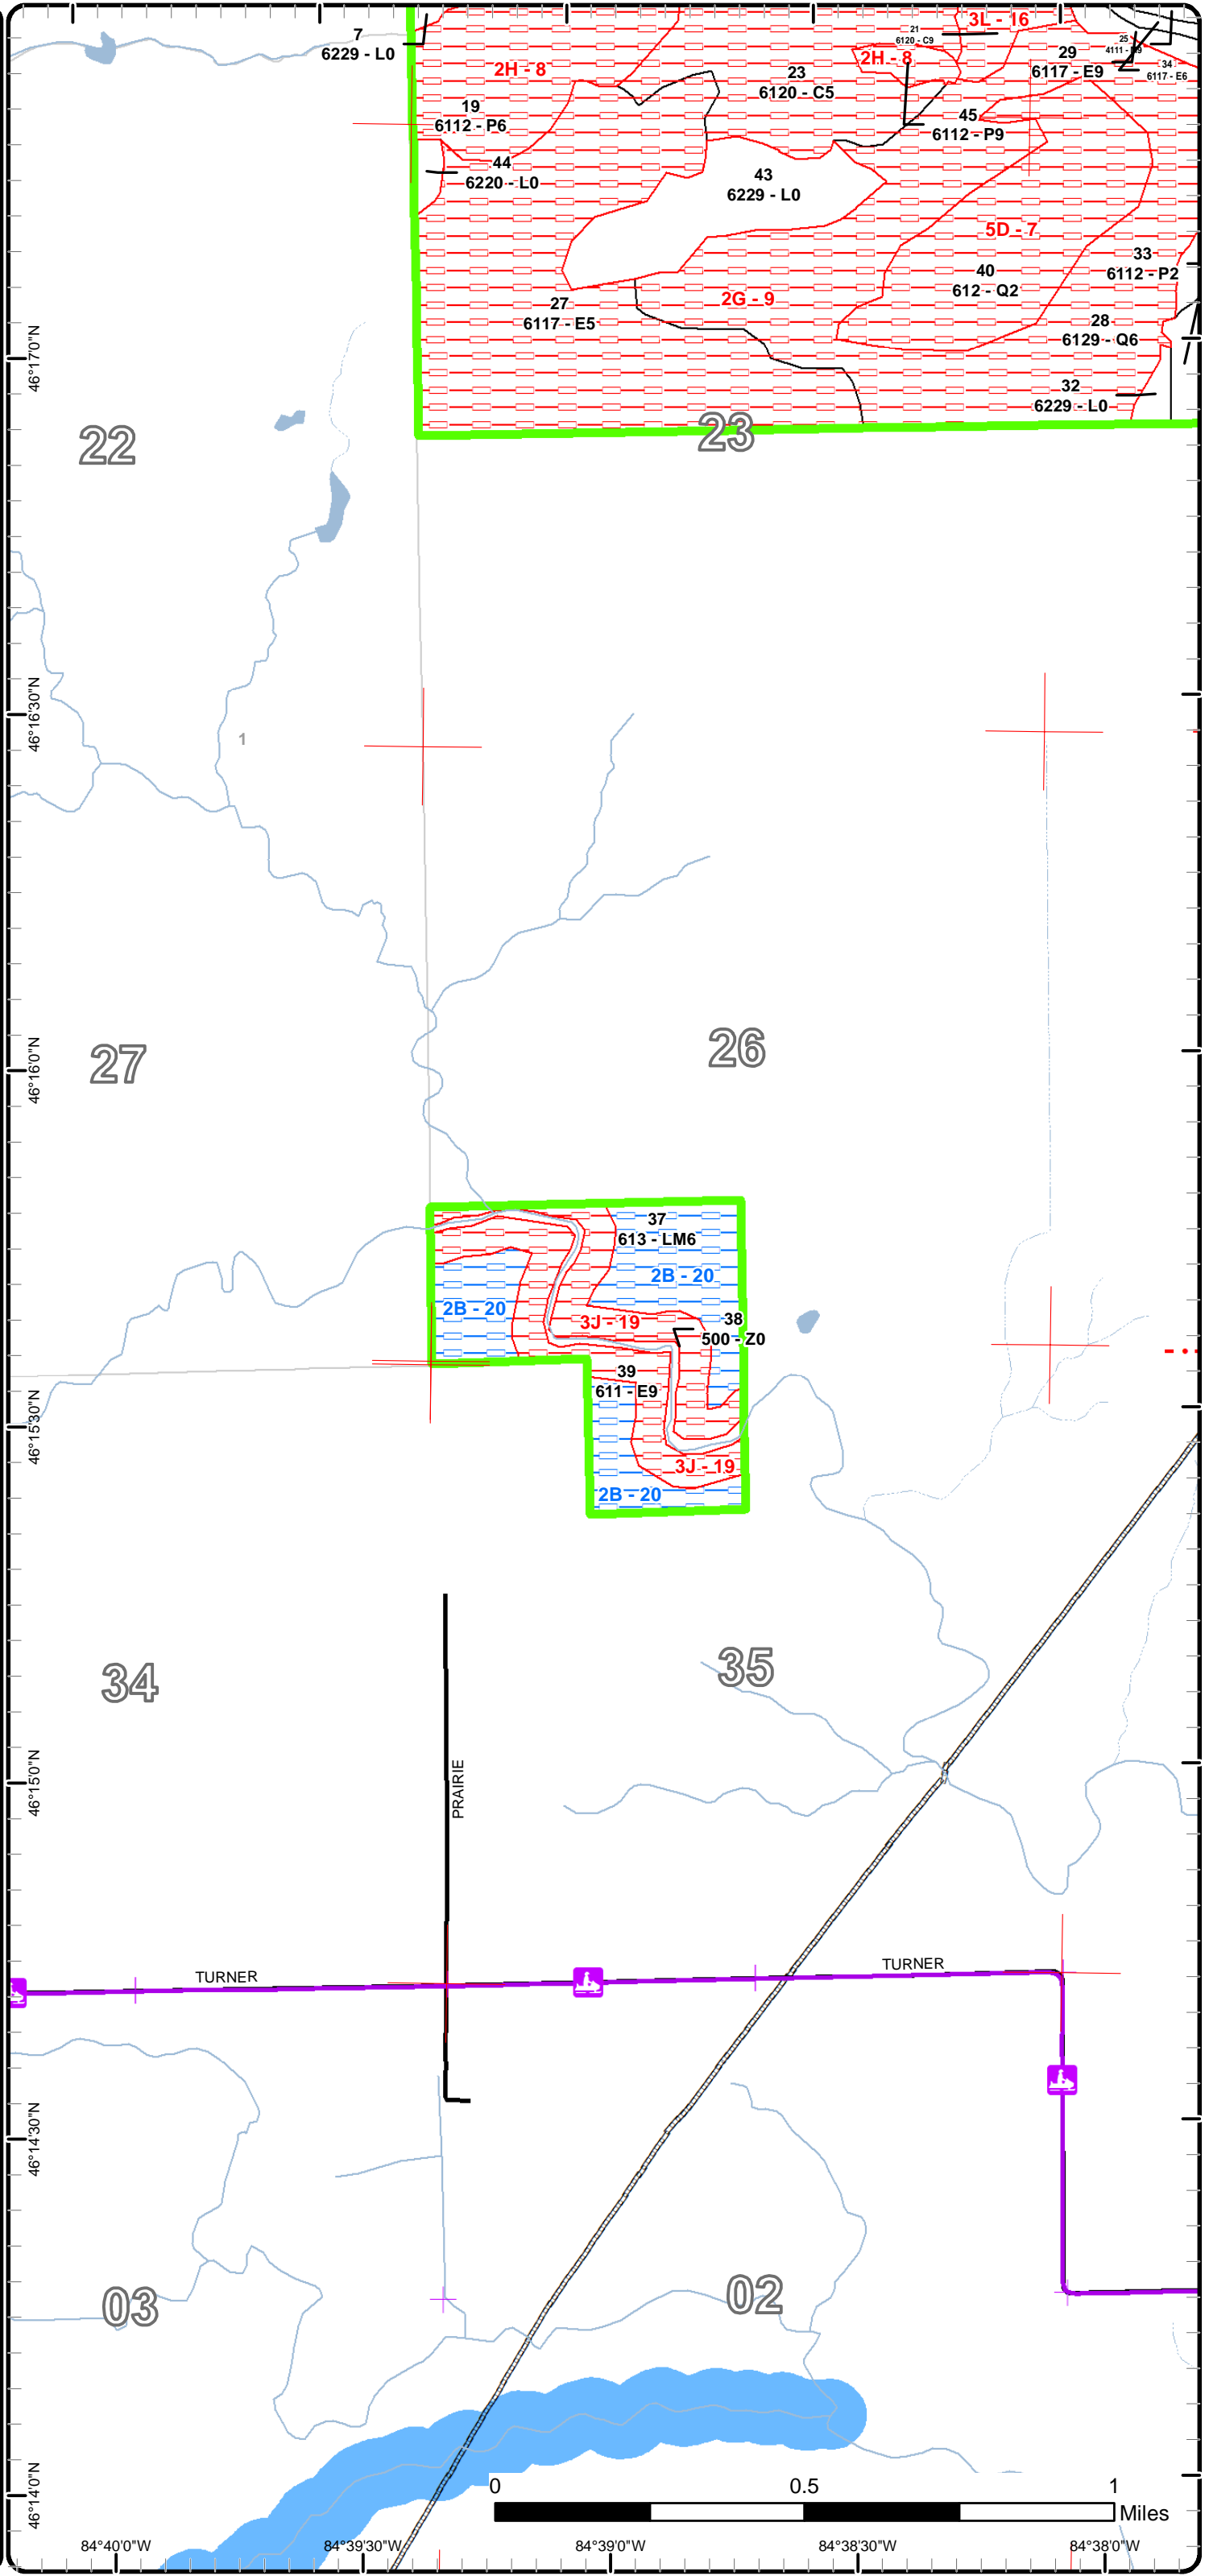 7
6229 - L0
2H - 8
21
6120 - C9
3L - 16
2H - 8
29
6117 - E9
25
34
6117 - E6
23
6120 - C5
19
6112 - P6
45
6112 - P9
44
6220 - L0
43
6229 - L0
5D - 7
33
6112 - P2
40
612 - Q2
2G - 9
27
6117 - E5
28
6129 - Q6
46°17'0"N
32
6229 - L0
22
23
46°16'30"N
1
46°16'0"N
27
26
37
613 - LM6
2B - 20
2B - 20
3J - 19
38
500 - Z0
39
611 - E9
46°15'30"N
3J - 19
2B - 20
34
35
46°15'0"N
PRAIRIE
TURNER
TURNER
46°14'30"N
03
02
46°14'0"N
0
0.5
1
Miles
84°40'0"W
84°39'30"W
84°39'0"W
84°38'30"W
84°38'0"W